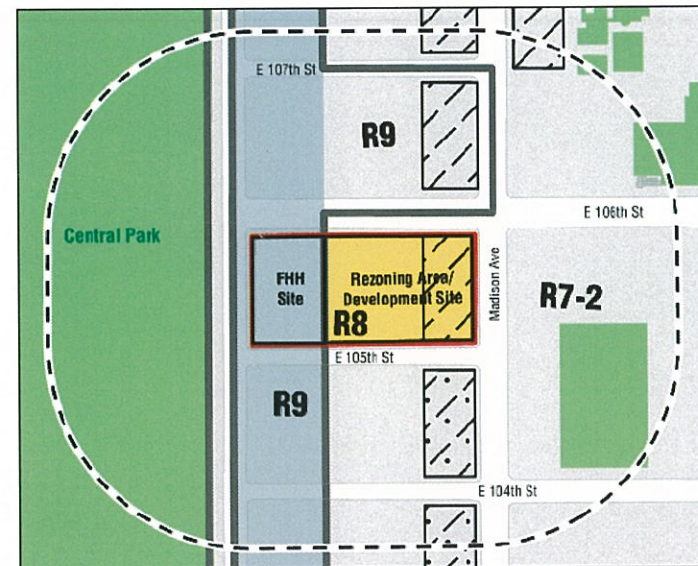 E 107th St
R9
E 106th St
Central Park
FHH
Site
Rezoning Area/
Development Site
R8
Madison Ave
R7-2
E 105th St
R9
E 104th St